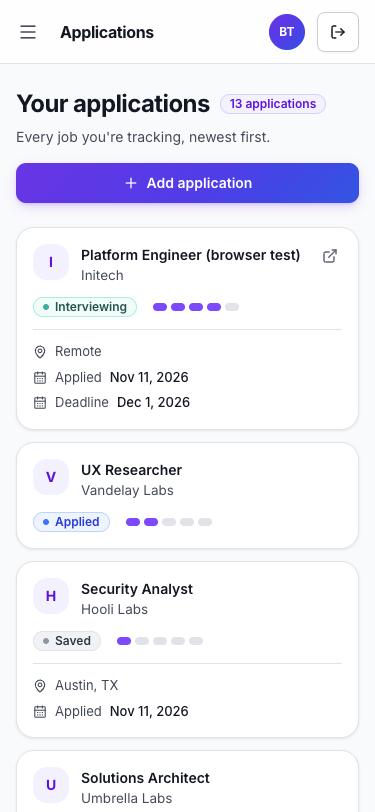 Applications
BT
Your applications
13 applications
Every job you're tracking, newest first.
Add application
I
Platform Engineer (browser test)
Initech
Interviewing
Remote
Applied Nov 11, 2026
Deadline Dec 1, 2026
V
UX Researcher
Vandelay Labs
Applied
H
Security Analyst
Hooli Labs
Saved
Austin, TX
Applied Nov 11, 2026
U
Solutions Architect
Umbrella Labs